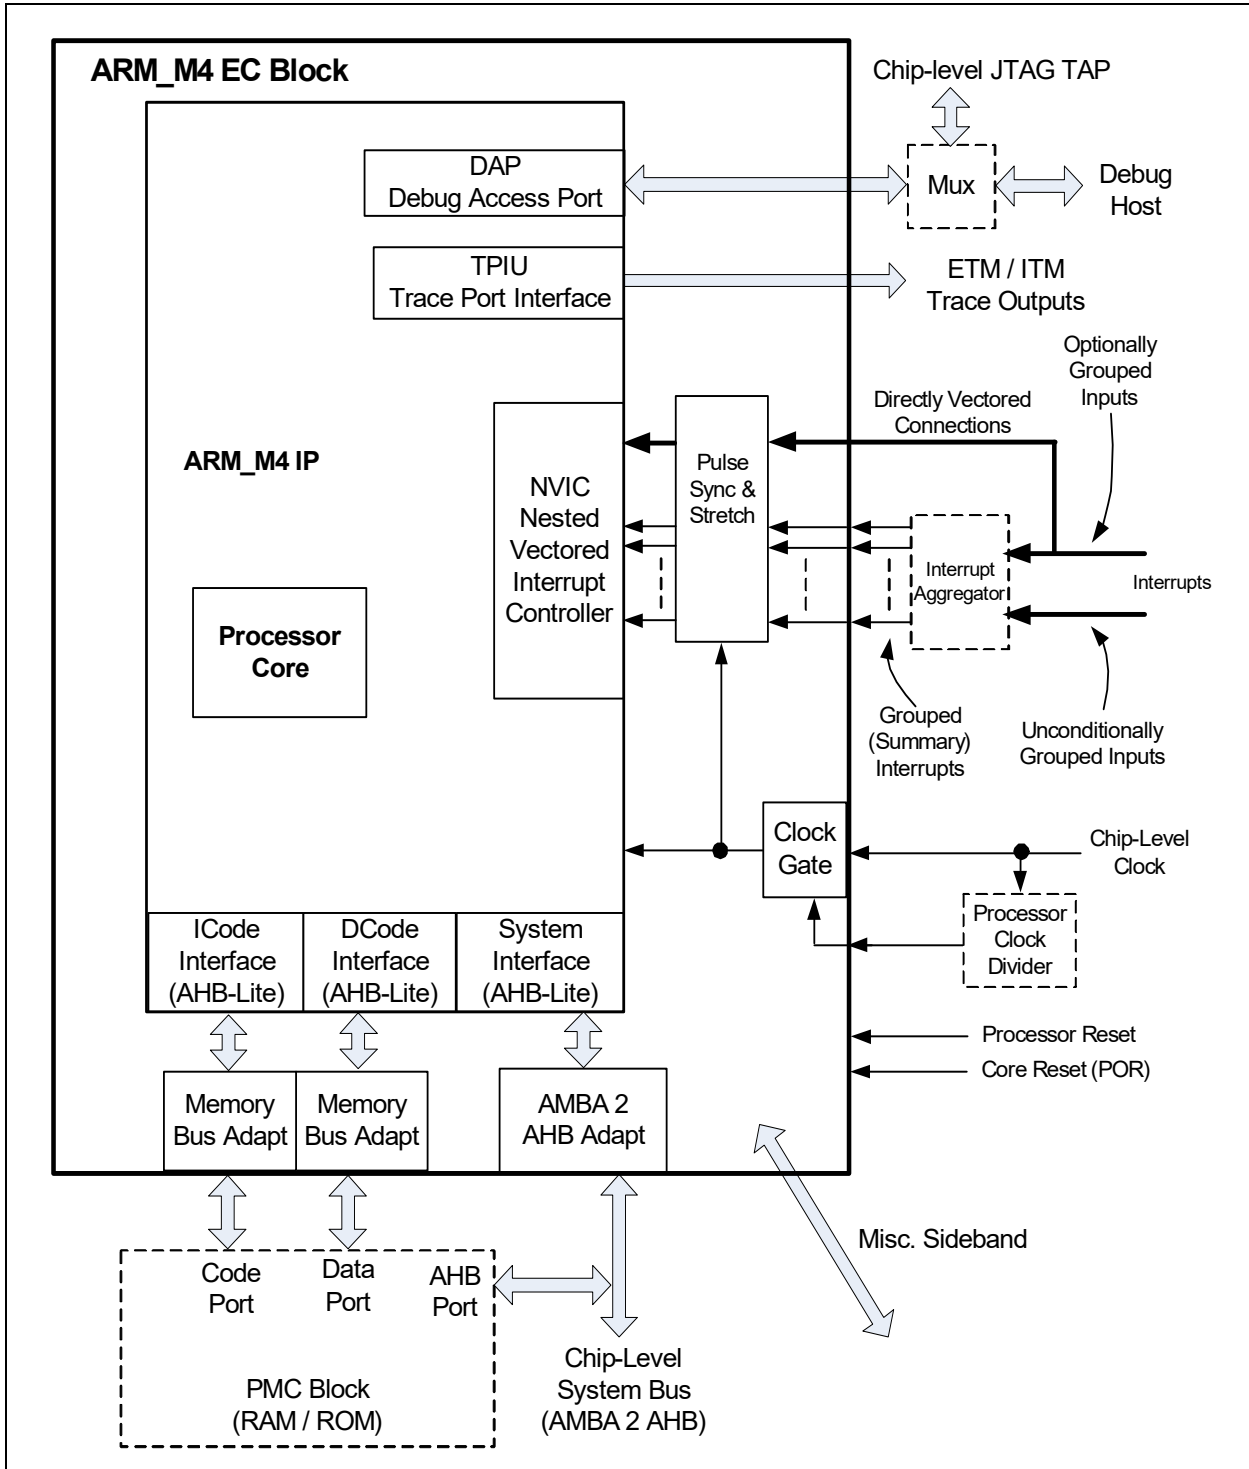 ARM_M4 EC Block
Chip-level JTAG TAP
DAP
Debug Access Port
Mux
Debug
Host
TPIU
Trace Port Interface
ETM / ITM
Trace Outputs
Optionally
Grouped
Inputs
Directly Vectored
Connections
ARM_M4 IP
NVIC
Nested
Vectored
Interrupt
Controller
Pulse
Sync &
Stretch
Interrupt
Aggregator
Interrupts
Processor
Core
Grouped
(Summary)
Interrupts
Unconditionally
Grouped Inputs
Clock
Gate
Chip-Level
Clock
Processor
Clock
Divider
ICode
Interface
(AHB-Lite)
DCode
Interface
(AHB-Lite)
System
Interface
(AHB-Lite)
Processor Reset
Core Reset (POR)
Memory
Bus Adapt
Memory
Bus Adapt
AMBA 2
AHB Adapt
Misc. Sideband
Code
Port
Data
Port
AHB
Port
PMC Block
(RAM / ROM)
Chip-Level
System Bus
(AMBA 2 AHB)